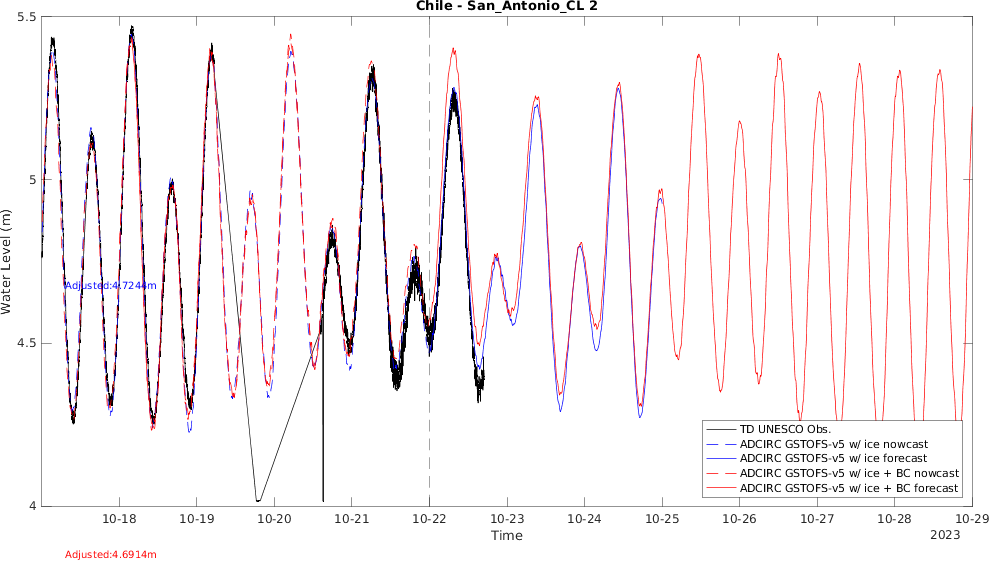 Chile - San_Antonio_CL 2
5.5
5
4.5
4
Water Level (m)
Adjusted:4.7244m
TD UNESCO Obs.
ADCIRC GSTOFS-v5 w/ ice nowcast
ADCIRC GSTOFS-v5 w/ ice forecast
ADCIRC GSTOFS-v5 w/ ice + BC nowcast
ADCIRC GSTOFS-v5 w/ ice + BC forecast
10-18 10-19 10-20 10-21 10-22 10-23 10-24 10-25 10-26 10-27 10-28 10-29
Time
2023
Adjusted:4.6914m